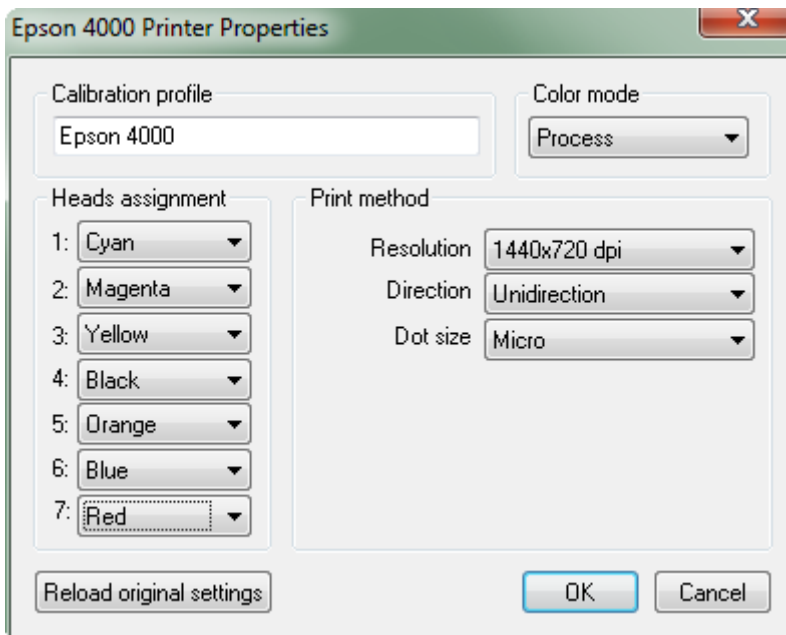 Epson 4000 Printer Properties
Calibration profile
Epson 4000
Color mode
Process
Heads assignment
1: Cyan
2: Magenta
3: Yellow
4: Black
5: Orange
6: Blue
7: Red
Print method
Resolution 1440x720 dpi
Direction Unidirection
Dot size Micro
Reload original settings
OK
Cancel